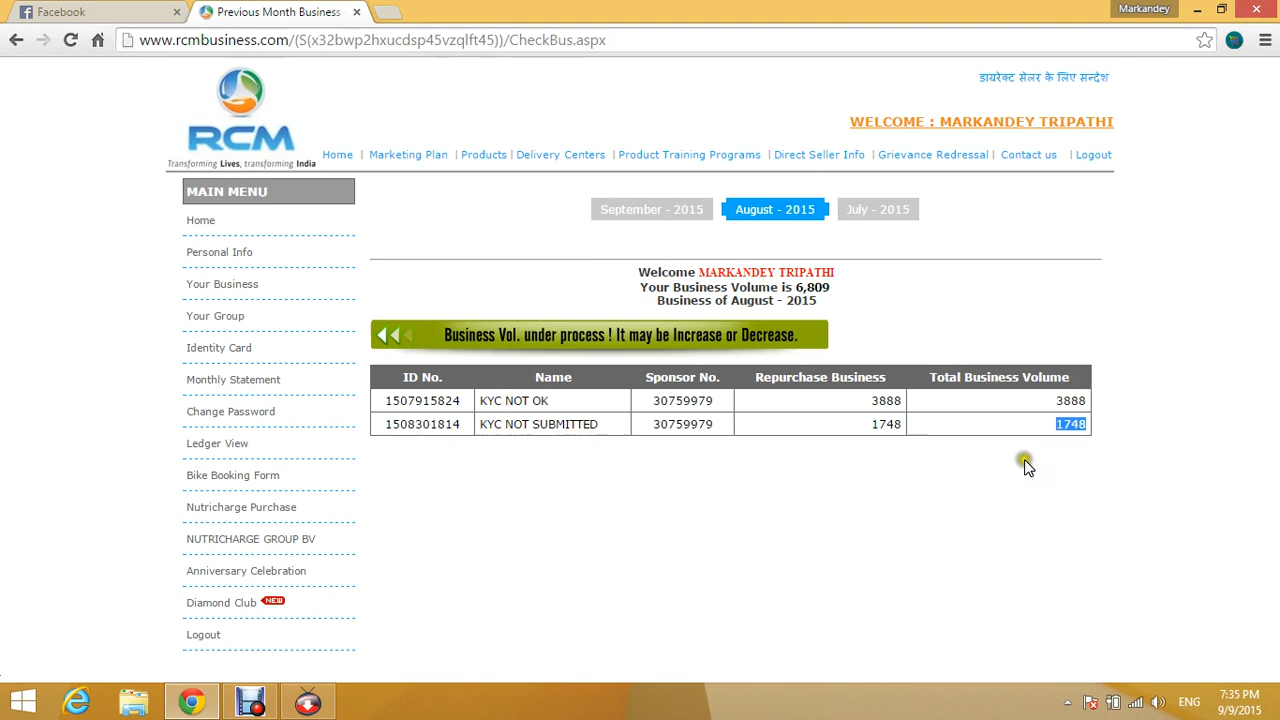 Facebook
Previous Month Business
Markandey
www.rcmbusiness.com/(S(x32bwp2hxucdsp45vzqlft45))/CheckBus.aspx
RCM
Transforming Lives, transforming India
डायरेक्ट सेलर के लिए सन्देश
WELCOME : MARKANDEY TRIPATHI
Home | Marketing Plan | Products | Delivery Centers | Product Training Programs | Direct Seller Info | Grievance Redressal | Contact us | Logout
MAIN MENU
Home
Personal Info
Your Business
Your Group
Identity Card
Monthly Statement
Change Password
Ledger View
Bike Booking Form
Nutricharge Purchase
NUTRICHARGE GROUP BV
Anniversary Celebration
Diamond Club NEW
Logout
September - 2015 August - 2015 July - 2015
Welcome MARKANDEY TRIPATHI
Your Business Volume is 6,809
Business of August - 2015
Business Vol. under process ! It may be Increase or Decrease.
ID No. Name Sponsor No. Repurchase Business Total Business Volume
1507915824 KYC NOT OK 30759979 3888 3888
1508301814 KYC NOT SUBMITTED 30759979 1748 1748
ENG
7:35 PM
9/9/2015